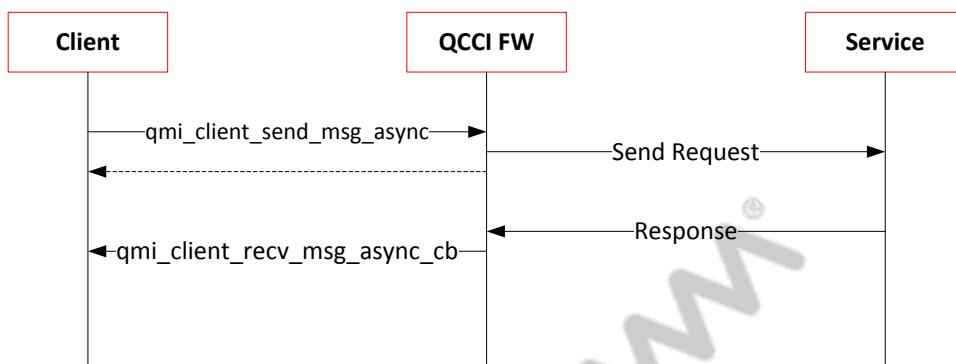 Client
QCCI FW
Service
qmi_client_send_msg_async
Send Request
Response
qmi_client_recv_msg_async_cb